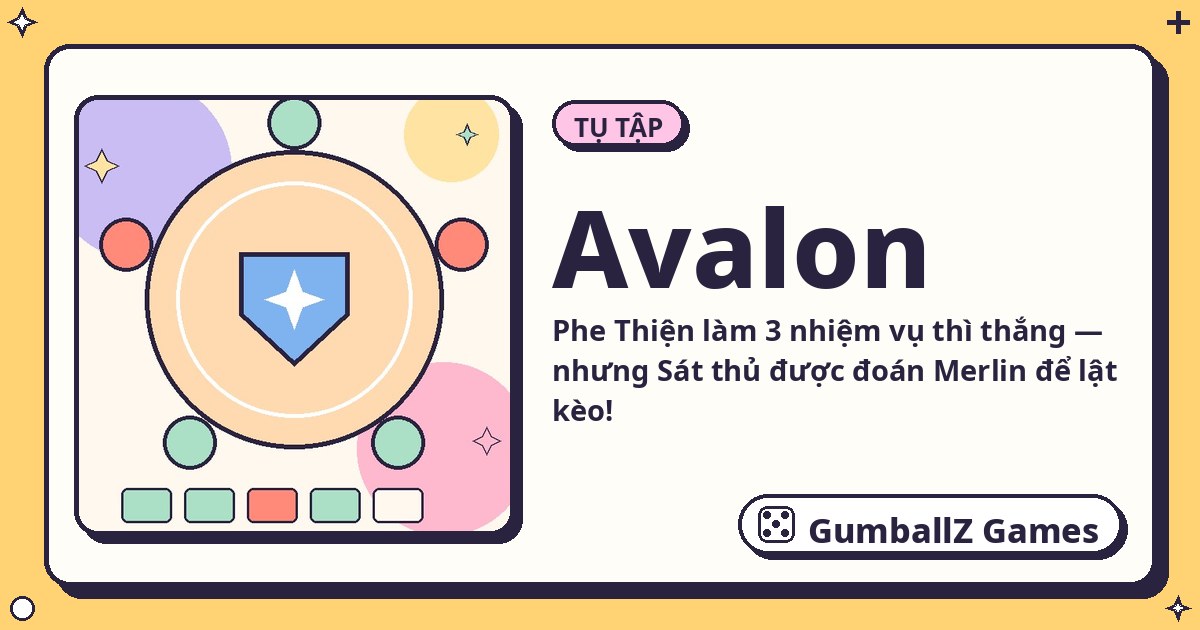 TỤ TẬP
Avalon
Phe Thiện làm 3 nhiệm vụ thì thắng —
nhưng Sát thủ được đoán Merlin để lật
kèo!
GumballZ Games